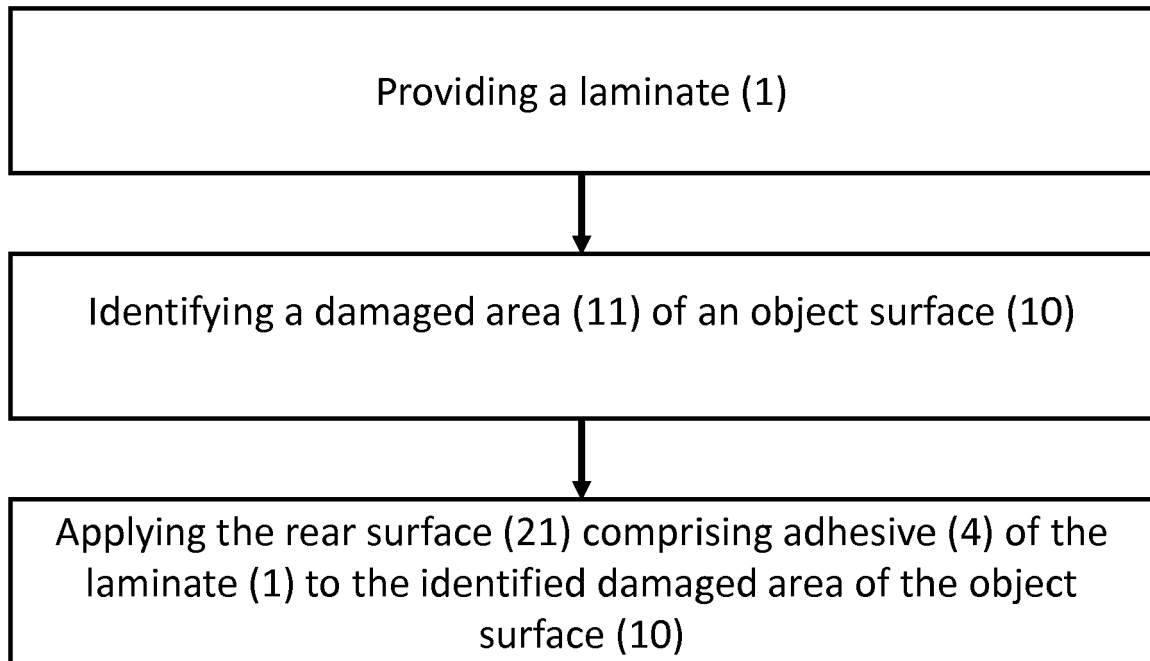 Providing a laminate (1)
Identifying a damaged area (11) of an object surface (10)
Applying the rear surface (21) comprising adhesive (4) of the
laminate (1) to the identified damaged area of the object
surface (10)